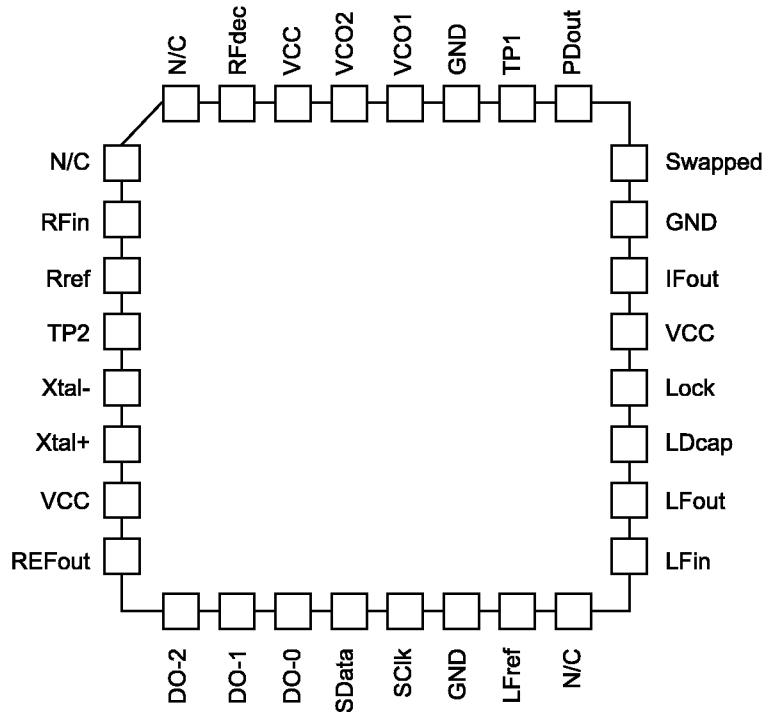 N/C
RFdec
VCC
VCO2
VCO1
GND
TP1
PDout
N/C
RFin
Rref
TP2
Xtal-
Xtal+
VCC
REFout
Swapped
GND
IFout
VCC
Lock
LDcap
LFout
LFin
DO-2
DO-1
DO-0
SData
SClk
GND
LFref
N/C